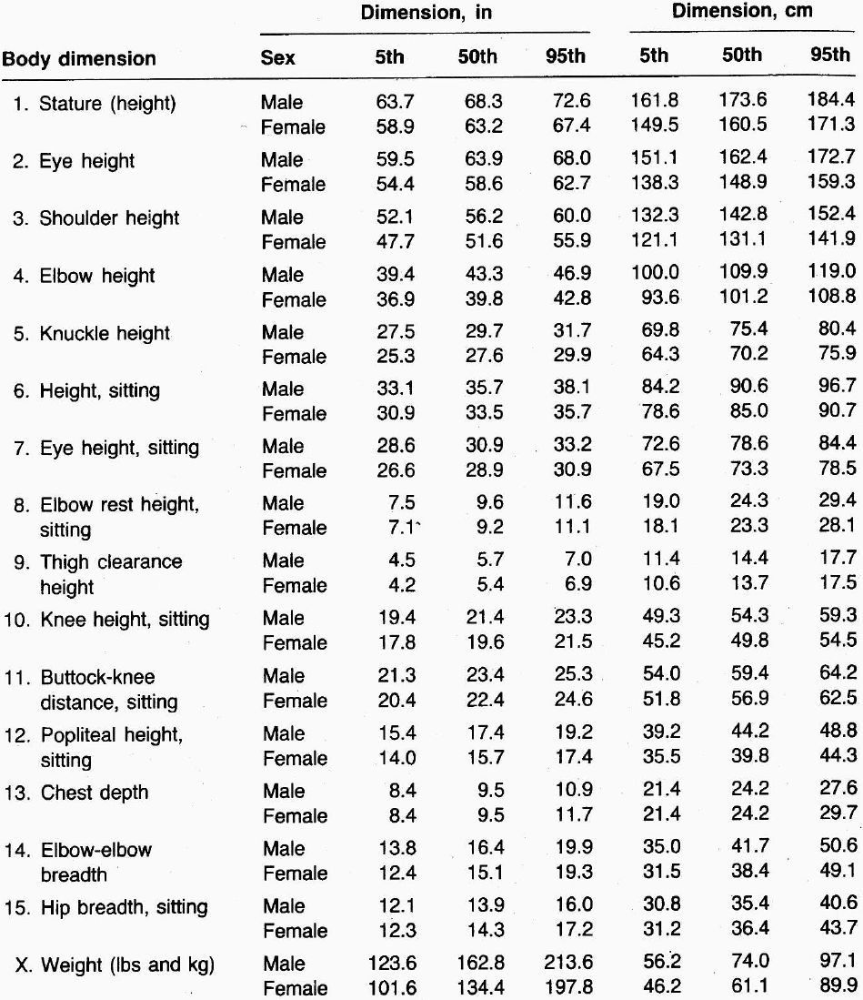 Dimension, in Dimension, cm
Body dimension Sex 5th 50th 95th 5th 50th 95th
1. Stature (height) Male 63.7 68.3 72.6 161.8 173.6 184.4
Female 58.9 63.2 67.4 149.5 160.5 171.3
2. Eye height Male 59.5 63.9 68.0 151.1 162.4 172.7
Female 54.4 58.6 62.7 138.3 148.9 159.3
3. Shoulder height Male 52.1 56.2 60.0 132.3 142.8 152.4
Female 47.7 51.6 55.9 121.1 131.1 141.9
4. Elbow height Male 39.4 43.3 46.9 100.0 109.9 119.0
Female 36.9 39.8 42.8 93.6 101.2 108.8
5. Knuckle height Male 27.5 29.7 31.7 69.8 75.4 80.4
Female 25.3 27.6 29.9 64.3 70.2 75.9
6. Height, sitting Male 33.1 35.7 38.1 84.2 90.6 96.7
Female 30.9 33.5 35.7 78.6 85.0 90.7
7. Eye height, sitting Male 28.6 30.9 33.2 72.6 78.6 84.4
Female 26.6 28.9 30.9 67.5 73.3 78.5
8. Elbow rest height, Male 7.5 9.6 11.6 19.0 24.3 29.4
sitting Female 7.1 9.2 11.1 18.1 23.3 28.1
9. Thigh clearance Male 4.5 5.7 7.0 11.4 14.4 17.7
height Female 4.2 5.4 6.9 10.6 13.7 17.5
10. Knee height, sitting Male 19.4 21.4 23.3 49.3 54.3 59.3
Female 17.8 19.6 21.5 45.2 49.8 54.5
11. Buttock-knee Male 21.3 23.4 25.3 54.0 59.4 64.2
distance, sitting Female 20.4 22.4 24.6 51.8 56.9 62.5
12. Popliteal height, Male 15.4 17.4 19.2 39.2 44.2 48.8
sitting Female 14.0 15.7 17.4 35.5 39.8 44.3
13. Chest depth Male 8.4 9.5 10.9 21.4 24.2 27.6
Female 8.4 9.5 11.7 21.4 24.2 29.7
14. Elbow-elbow Male 13.8 16.4 19.9 35.0 41.7 50.6
breadth Female 12.4 15.1 19.3 31.5 38.4 49.1
15. Hip breadth, sitting Male 12.1 13.9 16.0 30.8 35.4 40.6
Female 12.3 14.3 17.2 31.2 36.4 43.7
X. Weight (lbs and kg) Male 123.6 162.8 213.6 56.2 74.0 97.1
Female 101.6 134.4 197.8 46.2 61.1 89.9